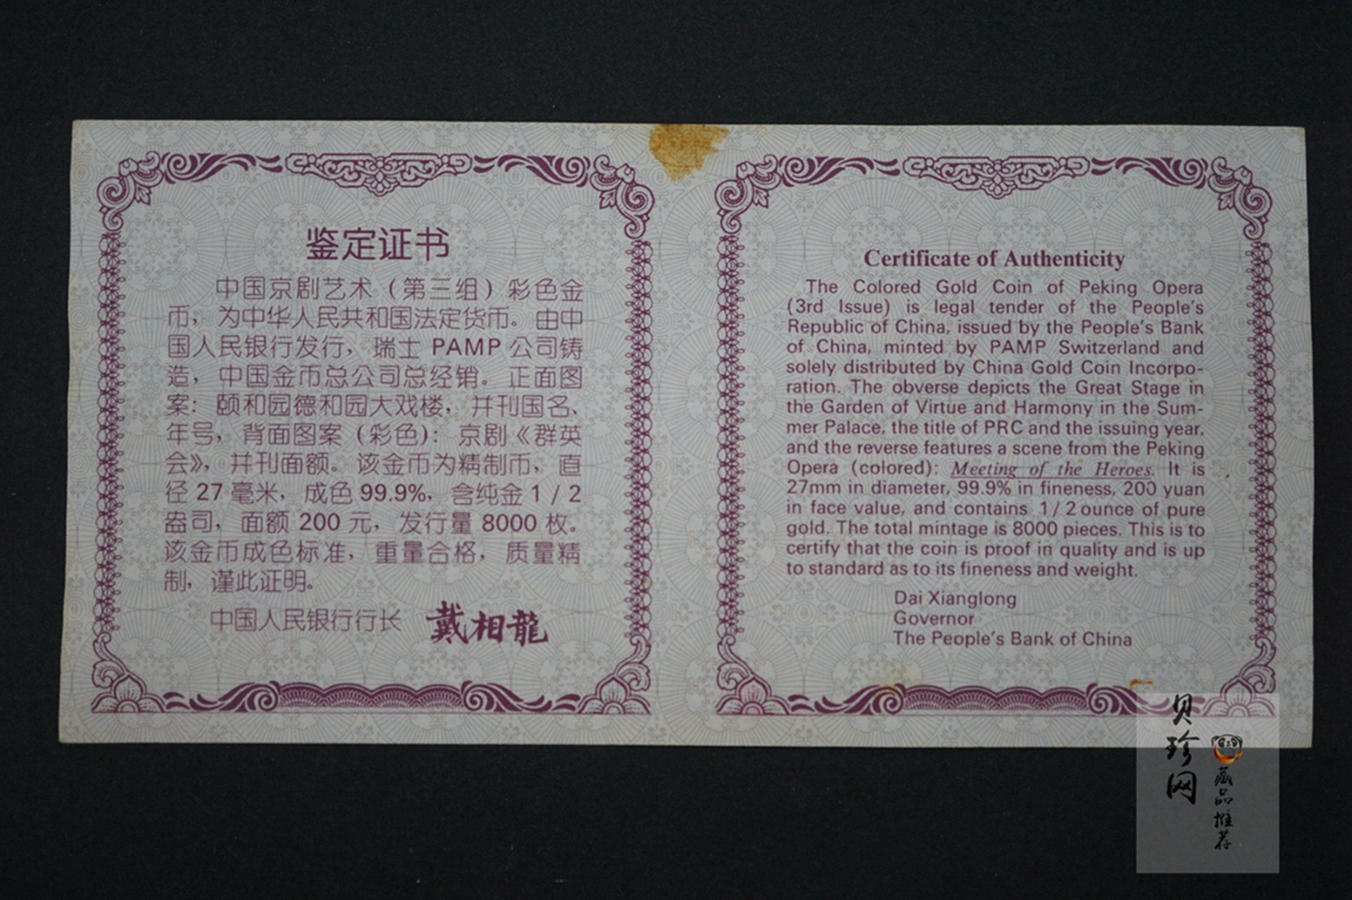 鉴定证书
中国京剧艺术（第三组）彩色金
币，为中华人民共和国法定货币。由中
国人民银行发行，瑞士 PAMP 公司铸
造，中国金币总公司总经销。正面图
案：颐和园德和园大戏楼，并刊国名、
年号，背面图案（彩色）：京剧《群英
会》，并刊面额。该金币为精制币，直
径 27 毫米，成色 99.9%，含纯金 1 / 2
盎司，面额 200 元，发行量 8000 枚。
该金币成色标准，重量合格，质量精
制，谨此证明。
中国人民银行行长 戴相龍
Certificate of Authenticity
The Colored Gold Coin of Peking Opera
(3rd Issue) is legal tender of the People's
Republic of China, issued by the People's Bank
of China, minted by PAMP Switzerland and
solely distributed by China Gold Coin Incorpo-
ration. The obverse depicts the Great Stage in
the Garden of Virtue and Harmony in the Sum-
mer Palace, the title of PRC and the issuing year,
and the reverse features a scene from the Peking
Opera (colored): Meeting of the Heroes. It is
27mm in diameter, 99.9% in fineness, 200 yuan
in face value, and contains 1/2 ounce of pure
gold. The total mintage is 8000 pieces. This is to
certify that the coin is proof in quality and is up
to standard as to its fineness and weight.
Dai Xianglong
Governor
The People's Bank of China
贝珍网
藏品推荐